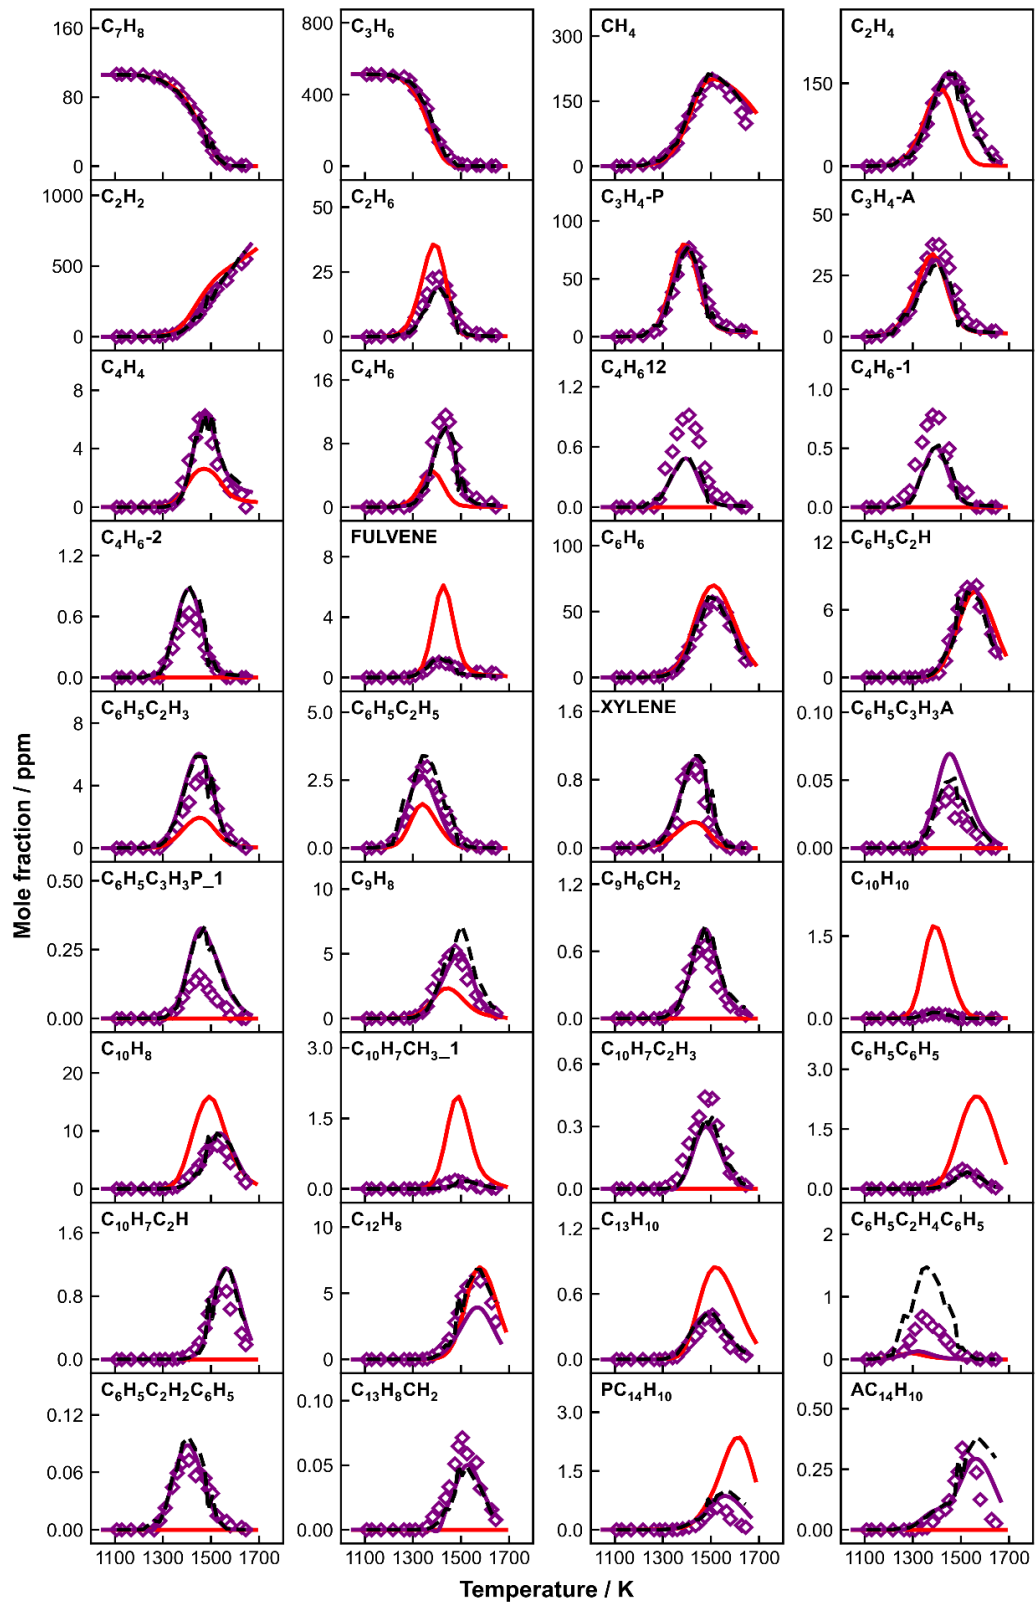 C7H8
C3H6
CH4
C2H4
160
80
0
800
400
0
300
150
0
150
0
C2H2
C2H6
C3H4-P
C3H4-A
1000
500
0
50
25
0
100
50
0
50
25
0
C4H4
C4H6
C4H612
C4H6-1
8
4
0
16
8
0
1.2
0.6
0.0
1.0
0.5
0.0
C4H6-2
FULVENE
C6H6
C6H5C2H
1.2
0.6
0.0
8
4
0
100
50
0
12
6
0
C6H5C2H3
C6H5C2H5
XYLENE
C6H5C3H3A
8
4
0
5.0
2.5
0.0
1.6
0.8
0.0
0.10
0.05
0.00
C6H5C3H3P_1
C9H8
C9H6CH2
C10H10
0.50
0.25
0.00
10
5
0
1.2
0.6
0.0
1.5
0.0
C10H8
C10H7CH3_1
C10H7C2H3
C6H5C6H5
20
10
0
3.0
1.5
0.0
0.6
0.3
0.0
3.0
1.5
0.0
C10H7C2H
C12H8
C13H10
C6H5C2H4C6H5
1.6
0.8
0.0
10
5
0
1.2
0.6
0.0
2
1
0
C6H5C2H2C6H5
C13H8CH2
PC14H10
AC14H10
0.12
0.06
0.00
0.10
0.05
0.00
3.0
1.5
0.0
0.50
0.25
0.00
1100 1300 1500 1700
1100 1300 1500 1700
1100 1300 1500 1700
1100 1300 1500 1700
Mole fraction / ppm
Temperature / K